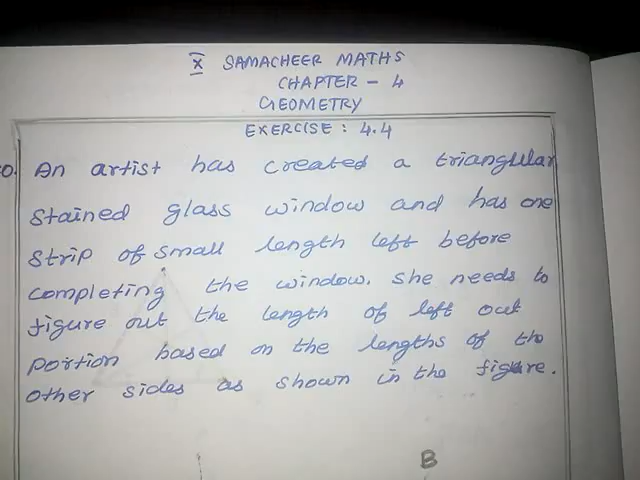 X SAMACHEER MATHS
CHAPTER - 4
GEOMETRY
EXERCISE : 4.4
0. An artist has created a triangular
stained glass window and has one
strip of small length left before
completing the window. She needs to
figure out the length of left out
portion based on the lengths of the
other sides as shown in the figure.
B